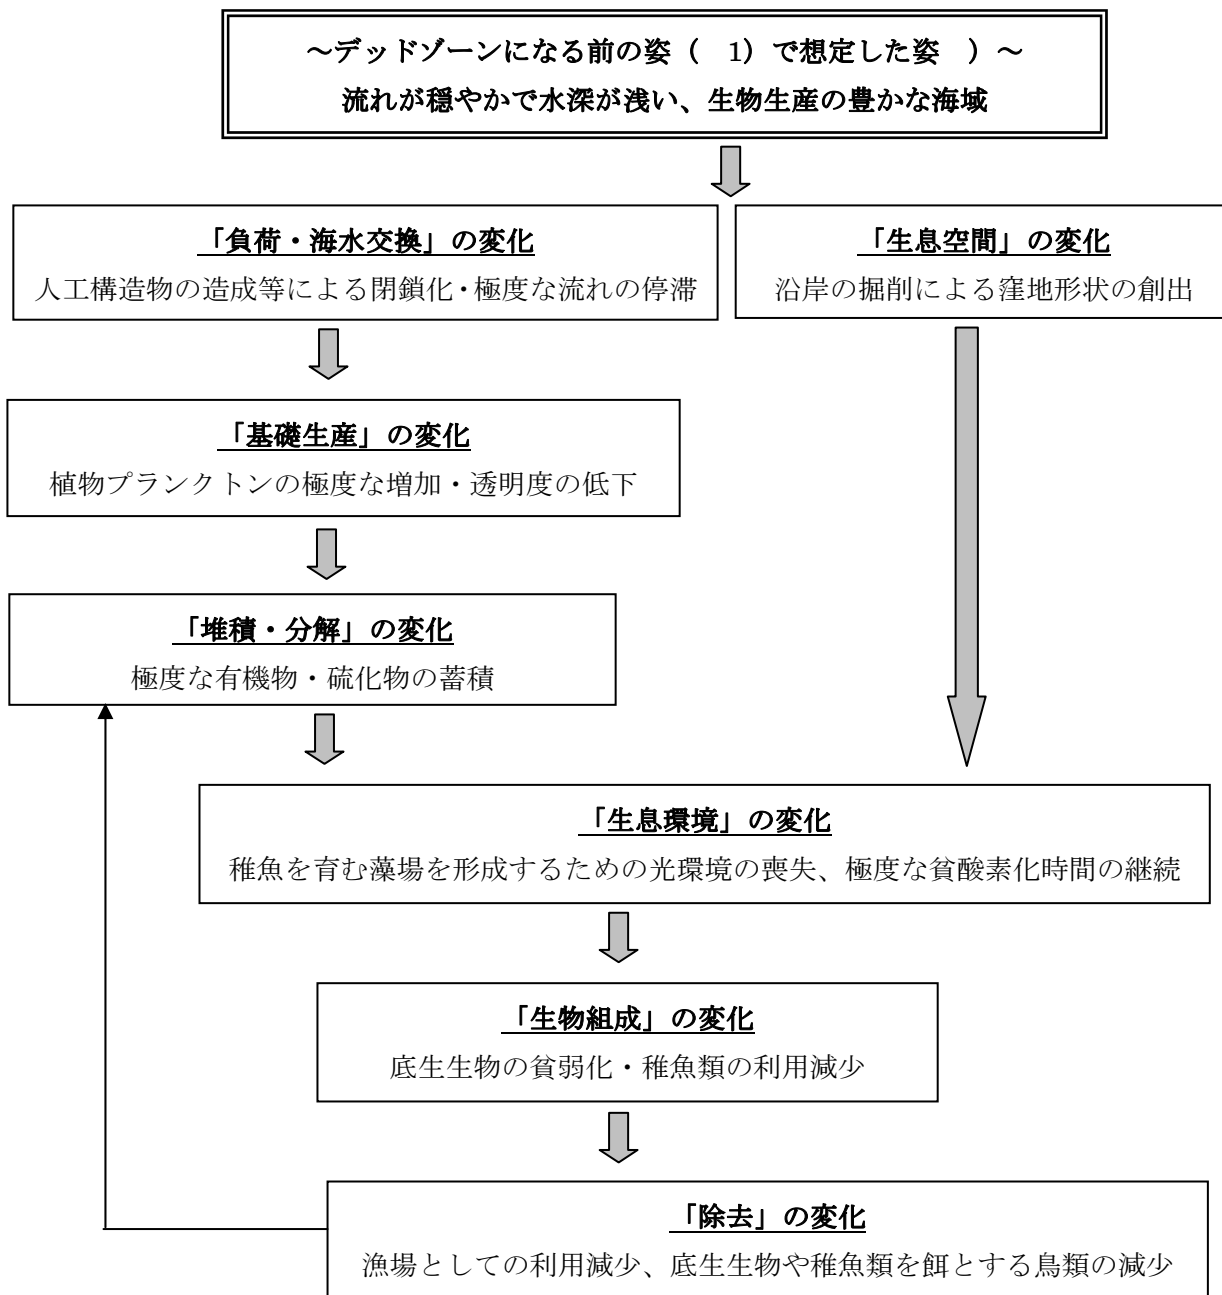 ～デッドゾーンになる前の姿（　1）で想定した姿　）～
流れが穏やかで水深が浅い、生物生産の豊かな海域
「負荷・海水交換」の変化
人工構造物の造成等による閉鎖化・極度な流れの停滞
「生息空間」の変化
沿岸の掘削による窪地形状の創出
「基礎生産」の変化
植物プランクトンの極度な増加・透明度の低下
「堆積・分解」の変化
極度な有機物・硫化物の蓄積
「生息環境」の変化
稚魚を育む藻場を形成するための光環境の喪失、極度な貧酸素化時間の継続
「生物組成」の変化
底生生物の貧弱化・稚魚類の利用減少
「除去」の変化
漁場としての利用減少、底生生物や稚魚類を餌とする鳥類の減少